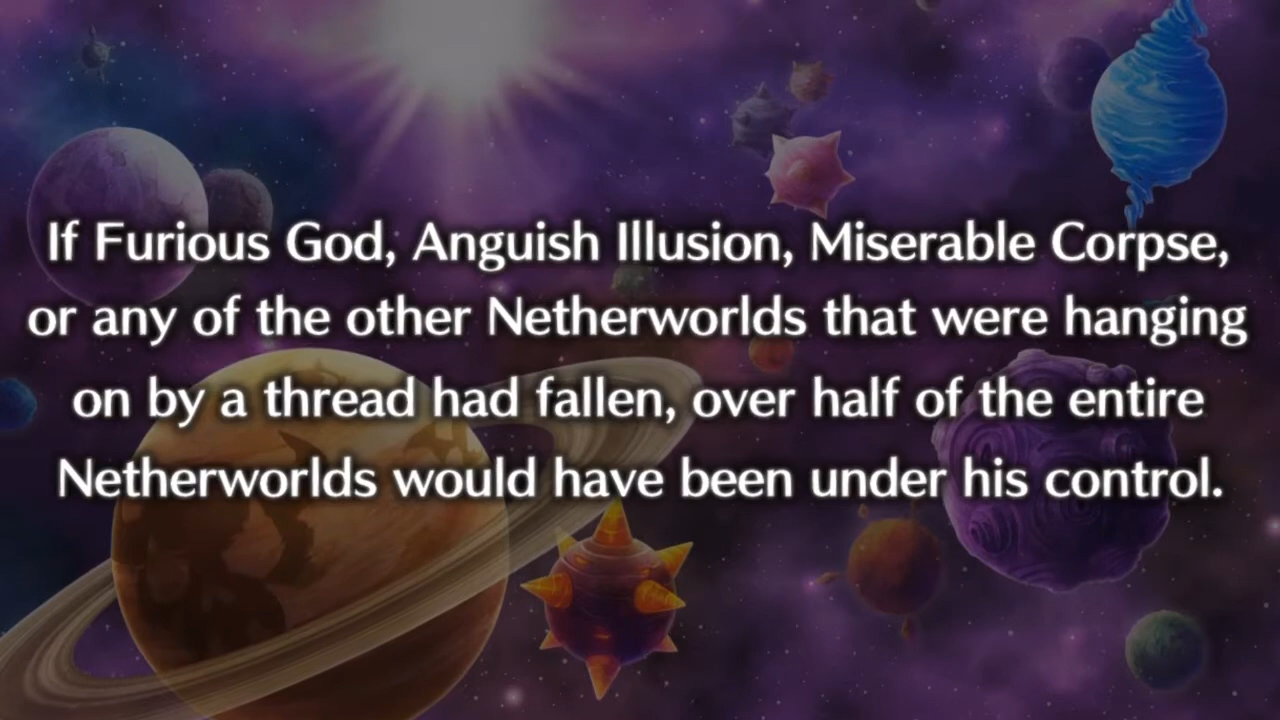 If Furious God, Anguish Illusion, Miserable Corpse,
or any of the other Netherworlds that were hanging
on by a thread had fallen, over half of the entire
Netherworlds would have been under his control.